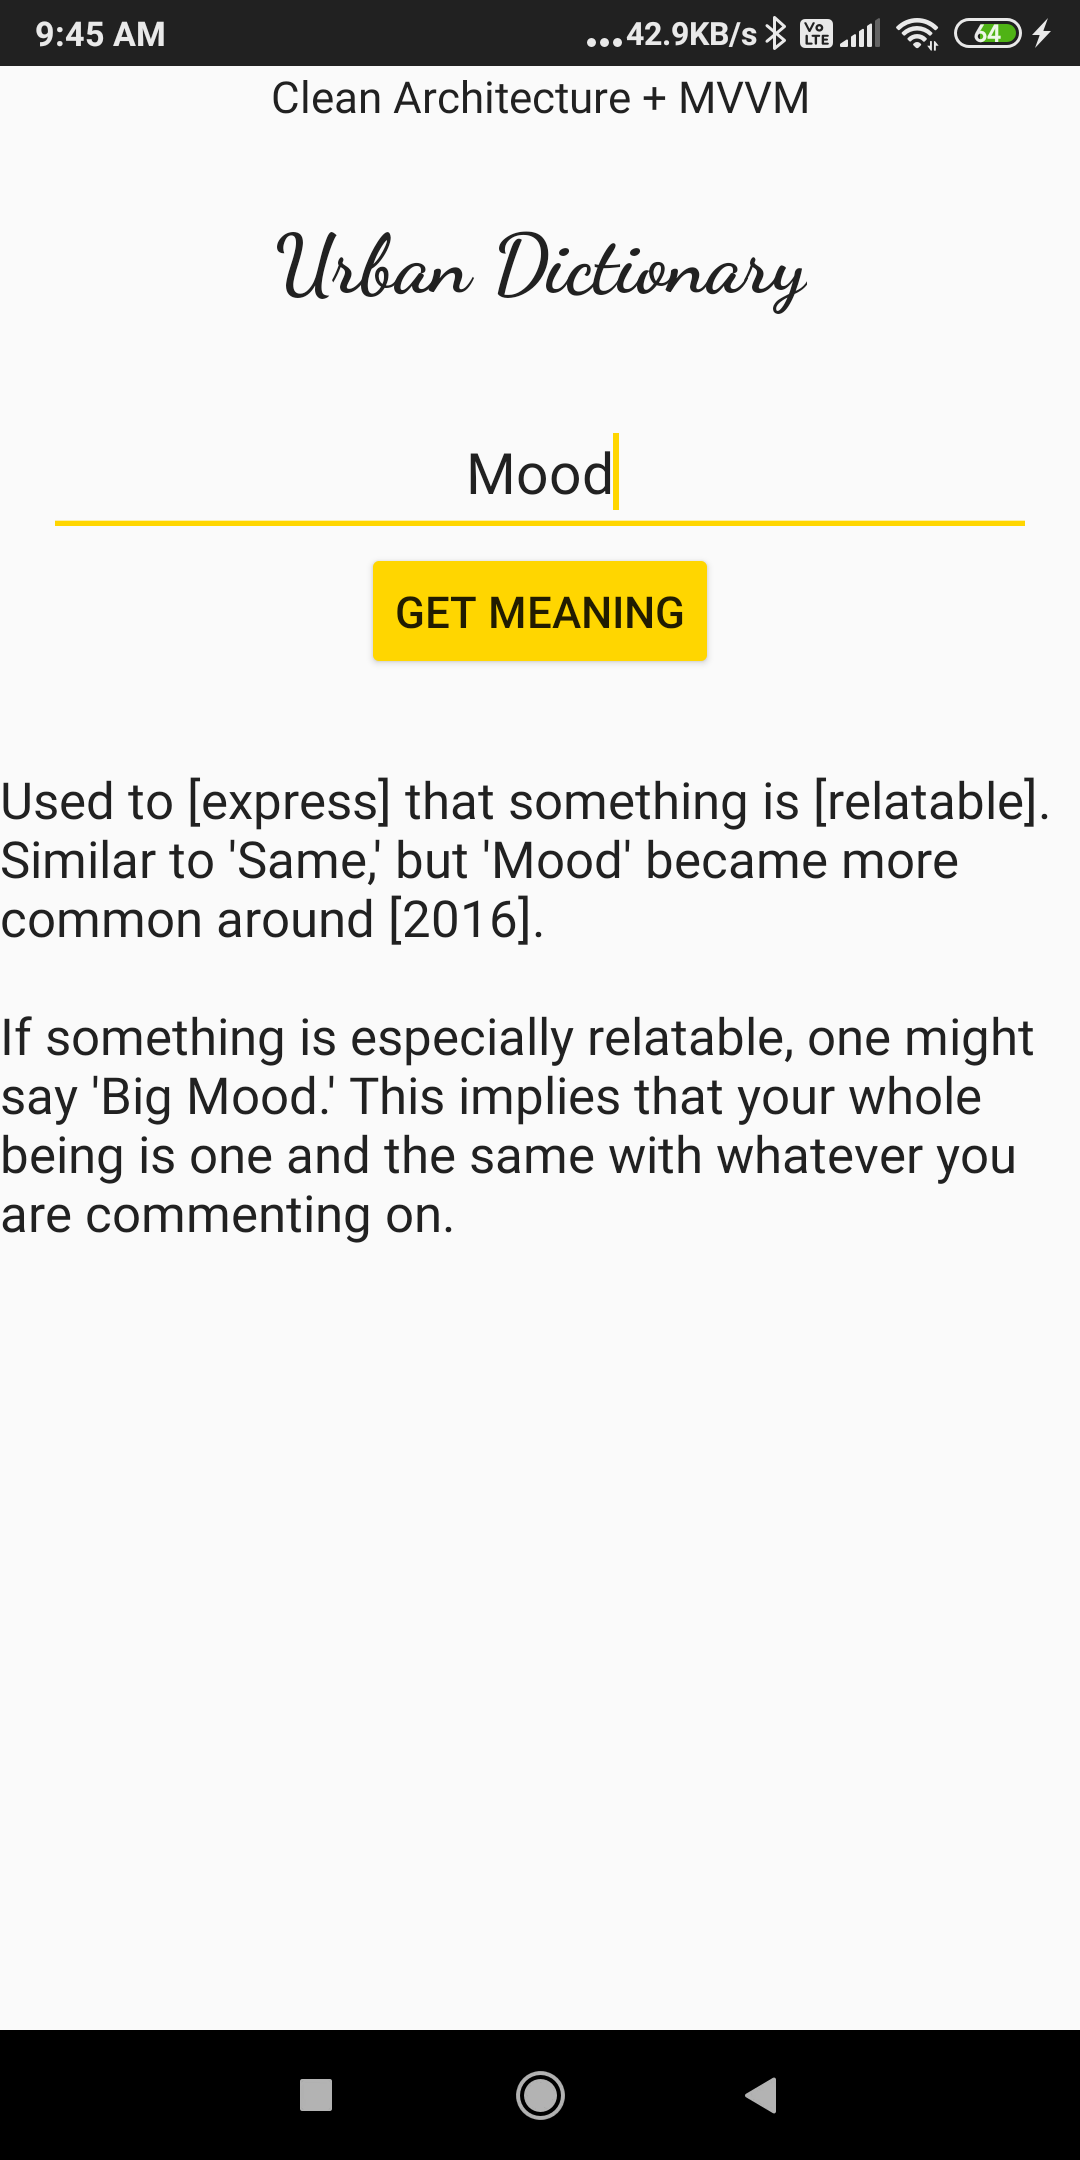 9:45 AM
...42.9KB/s Vo LTE 64
Clean Architecture + MVVM
Urban Dictionary
Mood
GET MEANING
Used to [express] that something is [relatable].
Similar to 'Same,' but 'Mood' became more
common around [2016].
If something is especially relatable, one might
say 'Big Mood.' This implies that your whole
being is one and the same with whatever you
are commenting on.